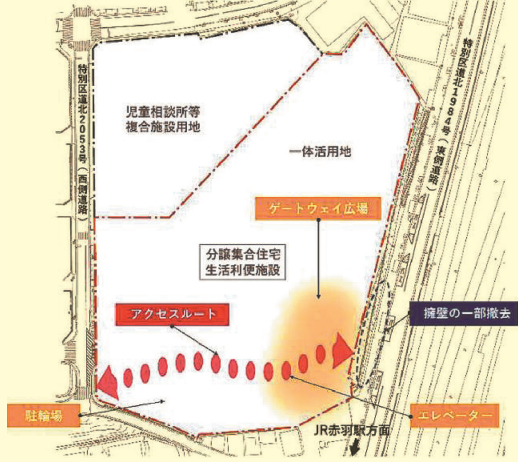 特別区道北2053号(西側道路)
特別区道北1984号(東側道路)
児童相談所等
複合施設用地
一体活用地
ゲートウェイ広場
分譲集合住宅
生活利便施設
アクセスルート
擁壁の一部撤去
駐輪場
エレベーター
JR赤羽駅方面